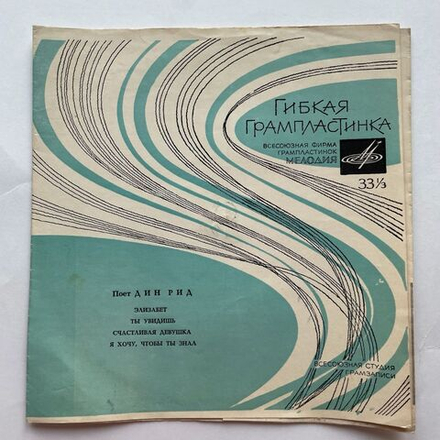 ГИБКАЯ
ГРАМПЛАСТИНКА
ВСЕСОЮЗНАЯ ФИРМА
ГРАМПЛАСТИНОК
МЕЛОДИЯ
33⅓
Поет ДИН РИД
ЭЛИЗАБЕТ
ТЫ УВИДИШЬ
СЧАСТЛИВАЯ ДЕВУШКА
Я ХОЧУ, ЧТОБЫ ТЫ ЗНАЛА
ВСЕСОЮЗНАЯ СТУДИЯ
ГРАМЗАПИСИ